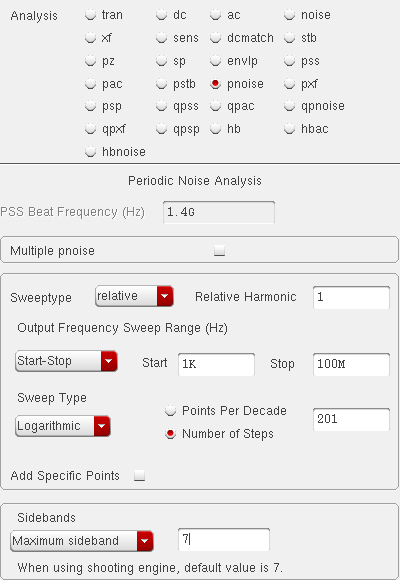 Analysis tran dc ac noise
xf sens dcmatch stb
pz sp envlp pss
pac pstb pnoise pxf
psp qpss qpac qpnoise
qpxf qpsp hb hbac
hbnoise
Periodic Noise Analysis
PSS Beat Frequency (Hz) 1.4G
Multiple pnoise
Sweeptype relative Relative Harmonic 1
Output Frequency Sweep Range (Hz)
Start-Stop Start 1K Stop 100M
Sweep Type
Points Per Decade
Logarithmic Number of Steps 201
Add Specific Points
Sidebands
Maximum sideband 7
When using shooting engine, default value is 7.